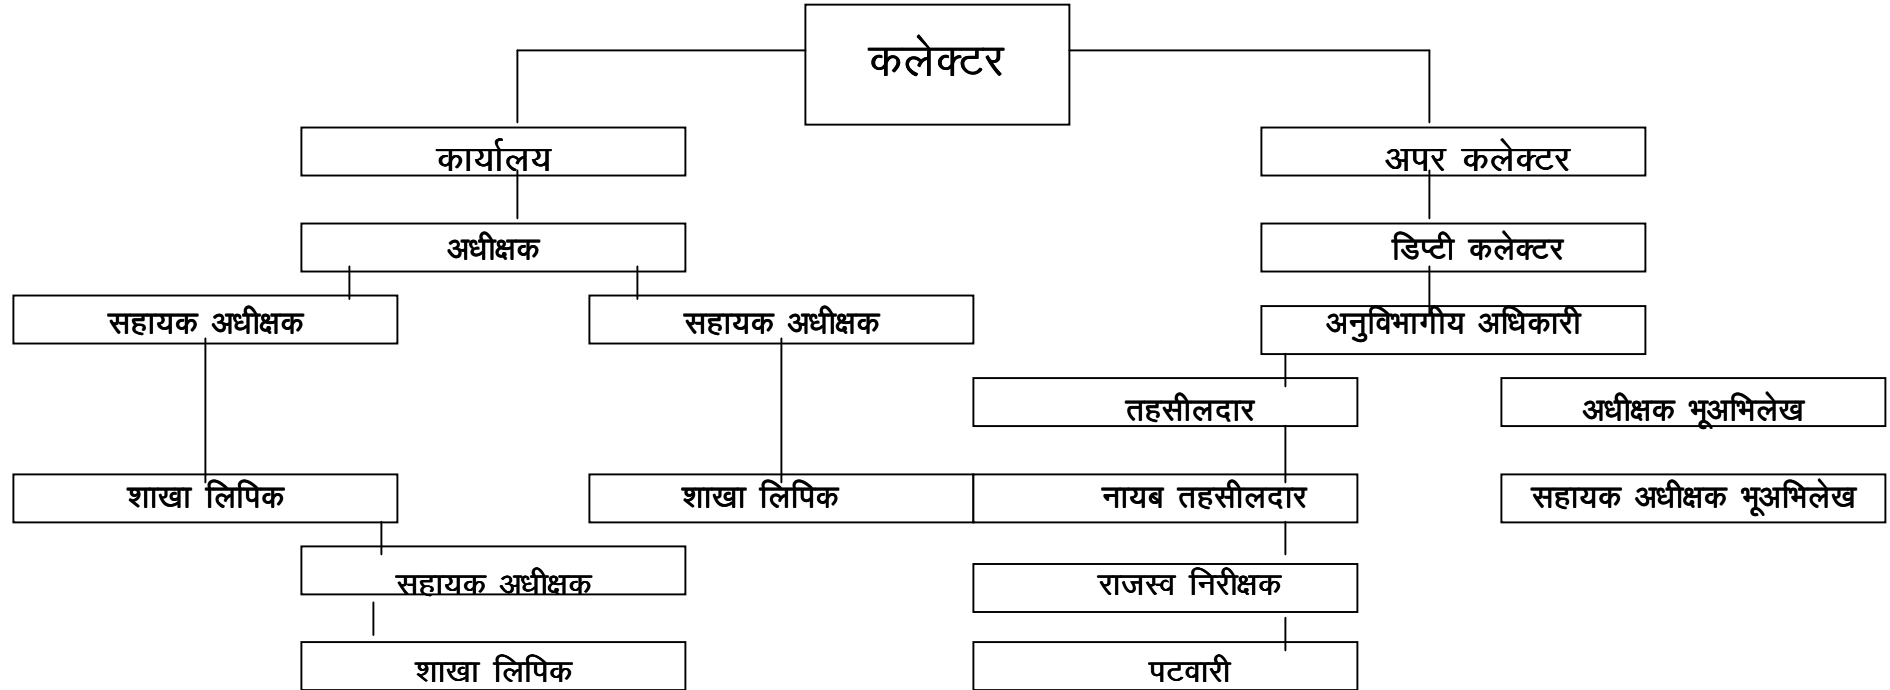 कलेक्टर
कार्यालय
अपर कलेक्टर
अधीक्षक
डिप्टी कलेक्टर
सहायक अधीक्षक
सहायक अधीक्षक
अनुविभागीय अधिकारी
तहसीलदार
अधीक्षक भूअभिलेख
शाखा लिपिक
शाखा लिपिक
नायब तहसीलदार
सहायक अधीक्षक भूअभिलेख
सहायक अधीक्षक
राजस्व निरीक्षक
शाखा लिपिक
पटवारी